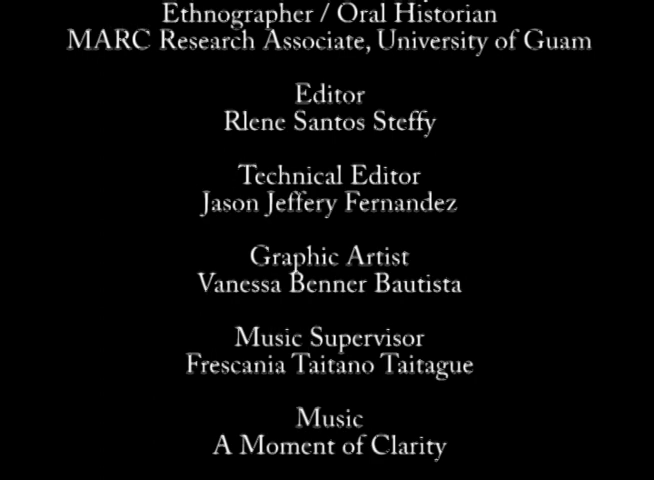 Ethnographer / Oral Historian
MARC Research Associate, University of Guam
Editor
Rlene Santos Steffy
Technical Editor
Jason Jeffery Fernandez
Graphic Artist
Vanessa Benner Bautista
Music Supervisor
Frescania Taitano Taitague
Music
A Moment of Clarity